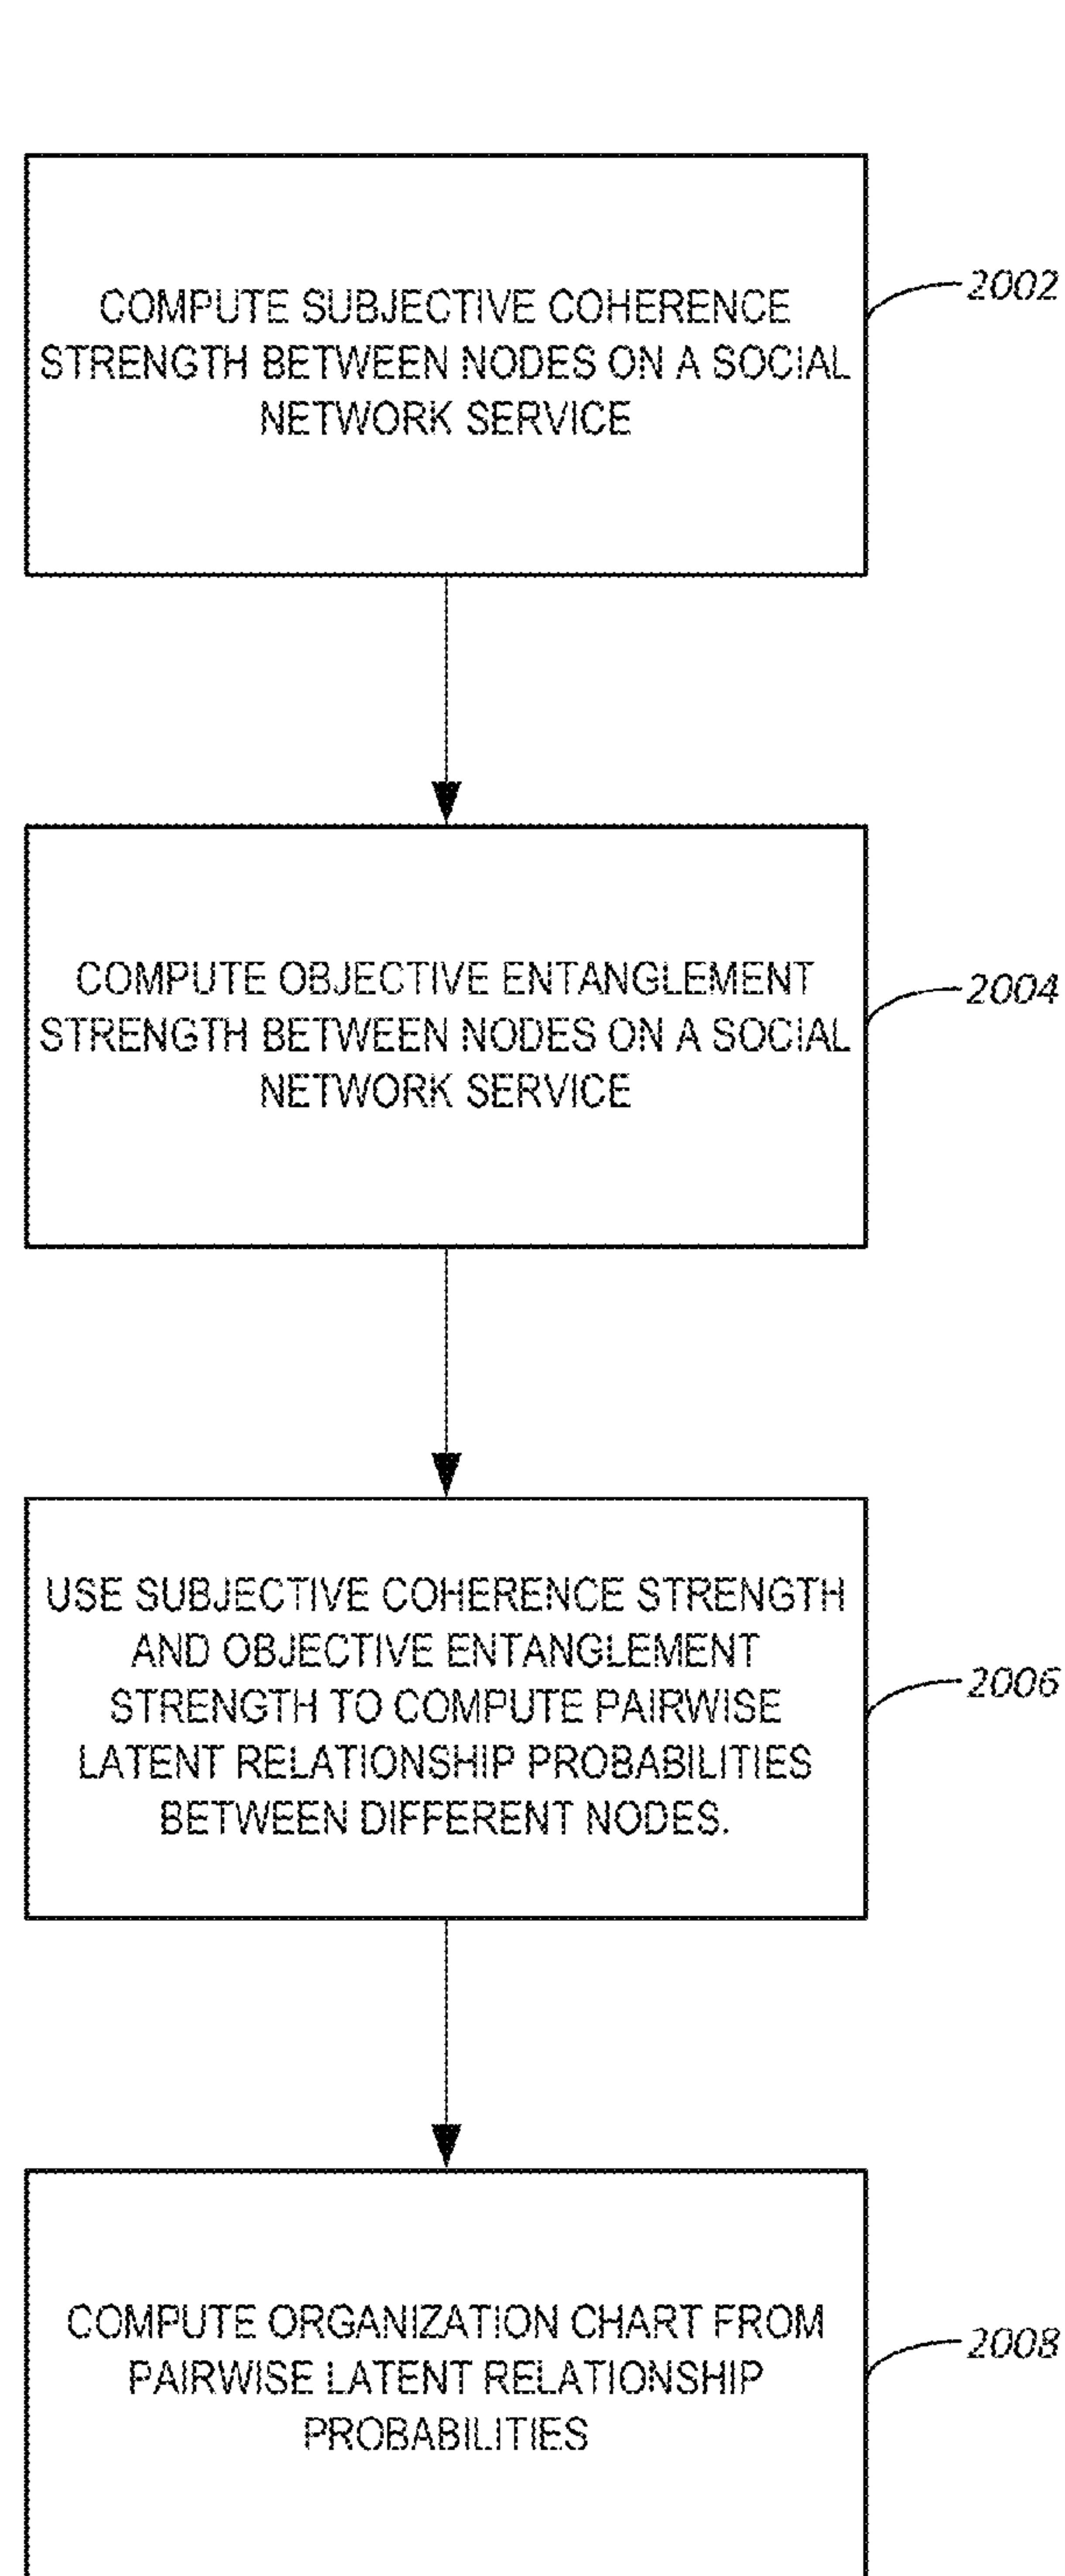 COMPUTE SUBJECTIVE COHERENCE
STRENGTH BETWEEN NODES ON A SOCIAL
NETWORK SERVICE
2002
COMPUTE OBJECTIVE ENTANGLEMENT
STRENGTH BETWEEN NODES ON A SOCIAL
NETWORK SERVICE
2004
USE SUBJECTIVE COHERENCE STRENGTH
AND OBJECTIVE ENTANGLEMENT
STRENGTH TO COMPUTE PAIRWISE
LATENT RELATIONSHIP PROBABILITIES
BETWEEN DIFFERENT NODES.
2006
COMPUTE ORGANIZATION CHART FROM
PAIRWISE LATENT RELATIONSHIP
PROBABILITIES
2008